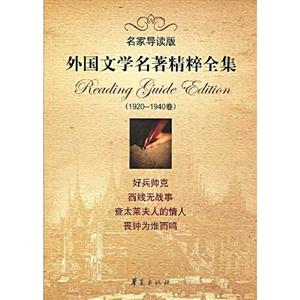 名家导读版
外国文学名著精粹全集
Reading Guide Edition
(1920-1940卷)
好兵帅克
西线无战事
查太莱夫人的情人
丧钟为谁而鸣
华夏出版社